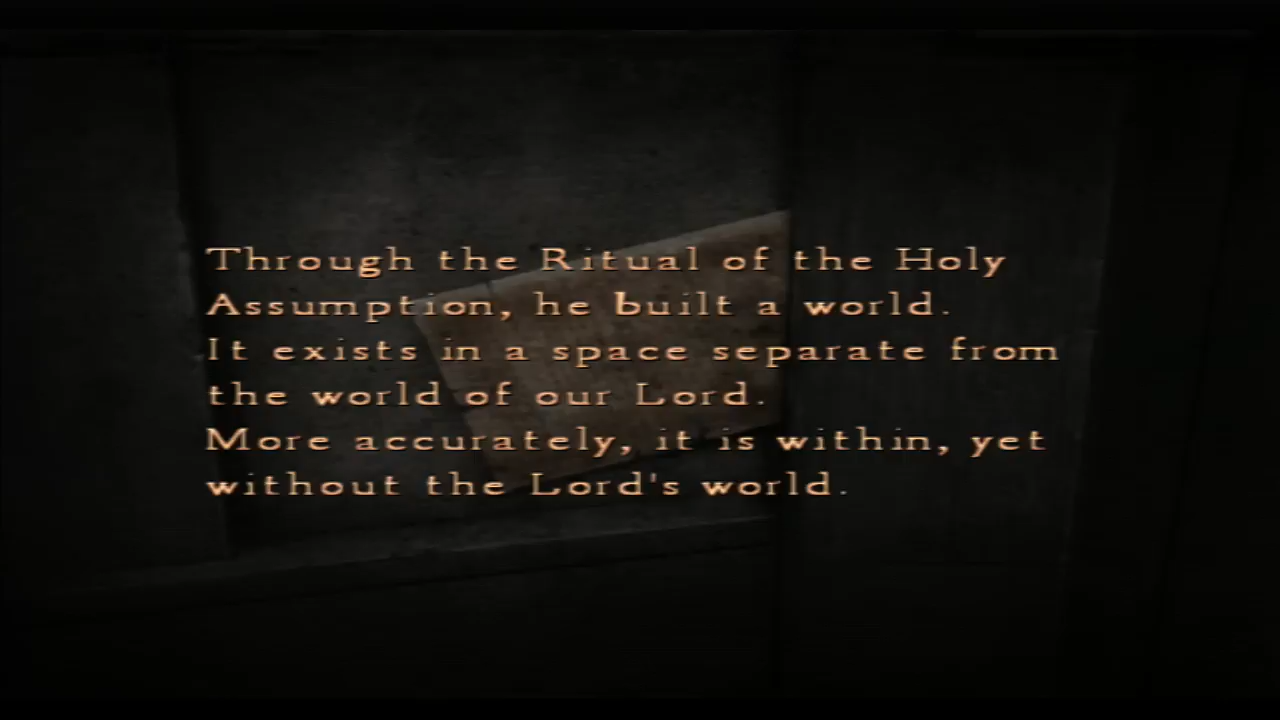 Through the Ritual of the Holy
Assumption, he built a world.
It exists in a space separate from
the world of our Lord.
More accurately, it is within, yet
without the Lord's world.